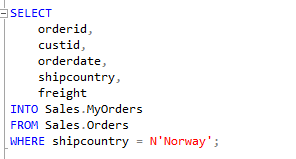 SELECT
    orderid,
    custid,
    orderdate,
    shipcountry,
    freight
INTO Sales.MyOrders
FROM Sales.Orders
WHERE shipcountry = N'Norway';